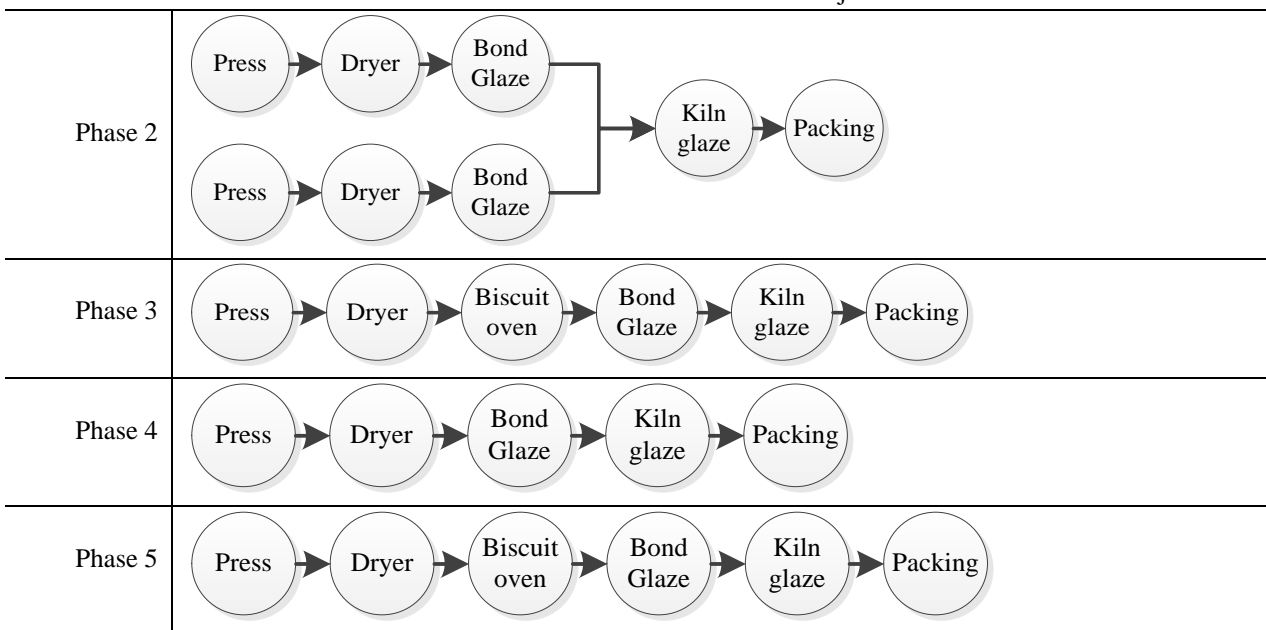 Phase 2
Press
Dryer
Bond
Glaze
Press
Dryer
Bond
Glaze
Kiln
glaze
Packing
Phase 3
Press
Dryer
Biscuit
oven
Bond
Glaze
Kiln
glaze
Packing
Phase 4
Press
Dryer
Bond
Glaze
Kiln
glaze
Packing
Phase 5
Press
Dryer
Biscuit
oven
Bond
Glaze
Kiln
glaze
Packing